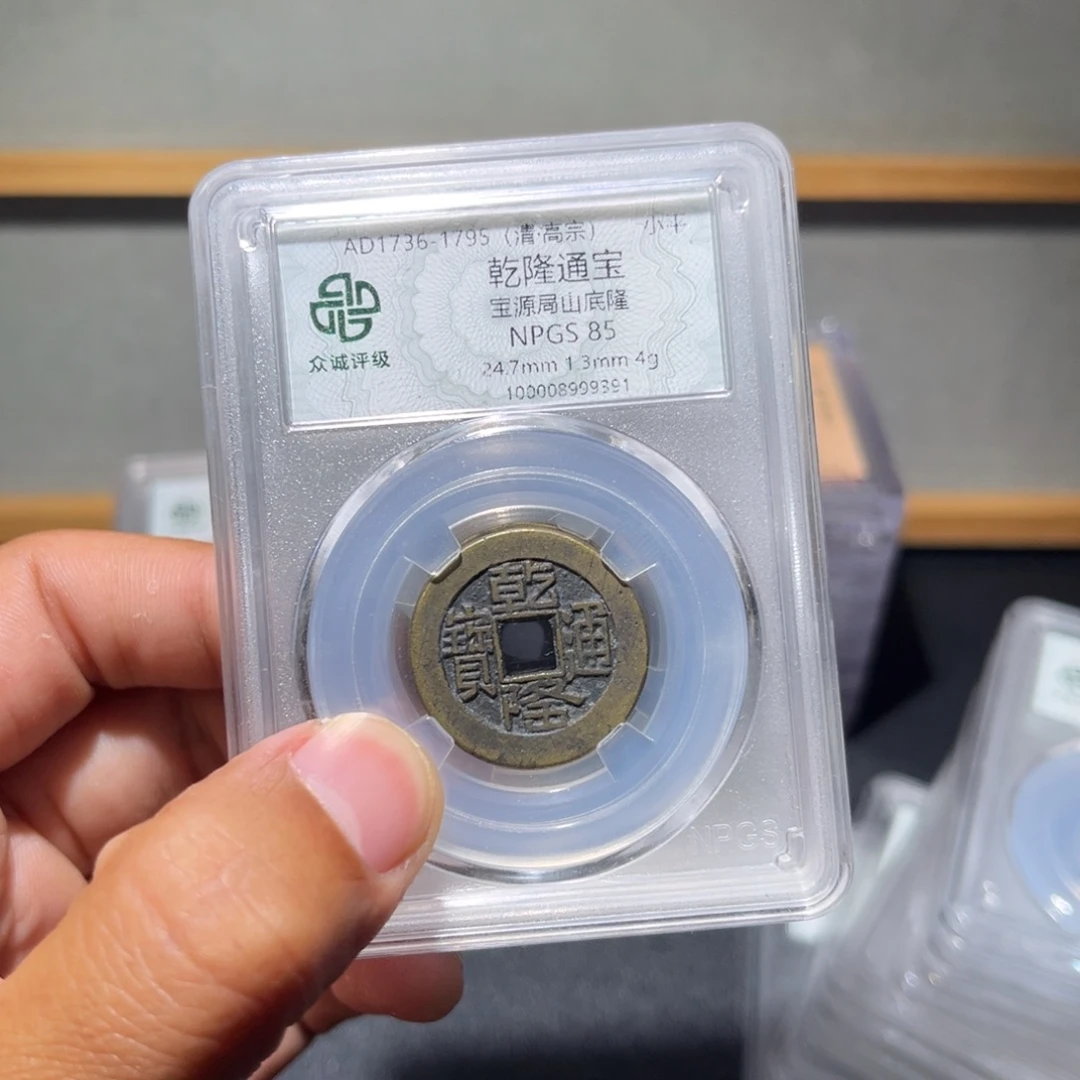 AD1736-1795（清·高宗） 小平
乾隆通宝
宝源局山底隆
NPGS 85
24.7mm 1.3mm 4g
100008999391
众诚评级
乾
寶 通
隆
NPGS